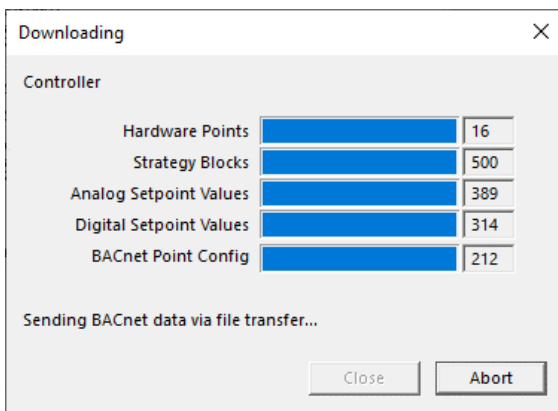 Downloading
Controller
Hardware Points 16
Strategy Blocks 500
Analog Setpoint Values 389
Digital Setpoint Values 314
BACnet Point Config 212
Sending BACnet data via file transfer...
Close Abort